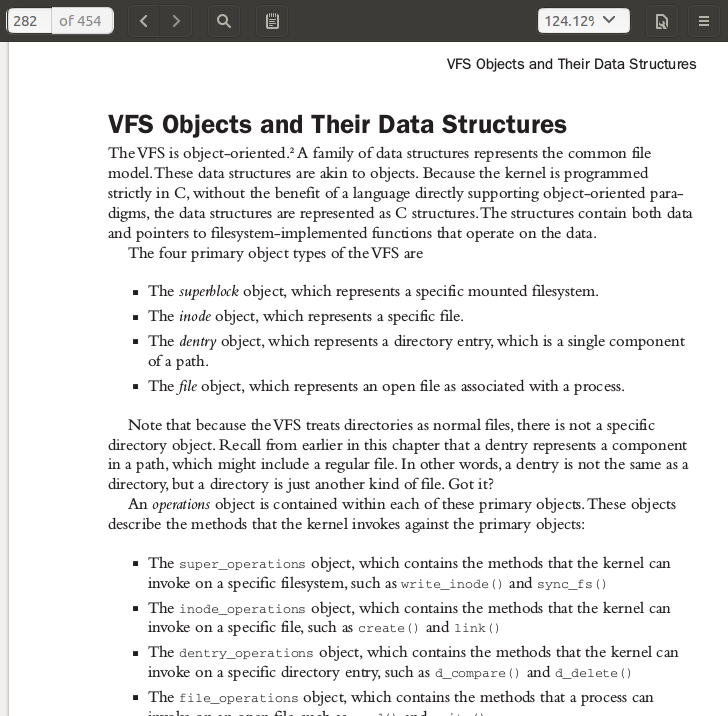 282 of 454 124.12%
VFS Objects and Their Data Structures
VFS Objects and Their Data Structures
The VFS is object-oriented.² A family of data structures represents the common file
model. These data structures are akin to objects. Because the kernel is programmed
strictly in C, without the benefit of a language directly supporting object-oriented para-
digms, the data structures are represented as C structures. The structures contain both data
and pointers to filesystem-implemented functions that operate on the data.
The four primary object types of the VFS are
▪ The superblock object, which represents a specific mounted filesystem.
▪ The inode object, which represents a specific file.
▪ The dentry object, which represents a directory entry, which is a single component
of a path.
▪ The file object, which represents an open file as associated with a process.
Note that because the VFS treats directories as normal files, there is not a specific
directory object. Recall from earlier in this chapter that a dentry represents a component
in a path, which might include a regular file. In other words, a dentry is not the same as a
directory, but a directory is just another kind of file. Got it?
An operations object is contained within each of these primary objects. These objects
describe the methods that the kernel invokes against the primary objects:
▪ The super_operations object, which contains the methods that the kernel can
invoke on a specific filesystem, such as write_inode() and sync_fs()
▪ The inode_operations object, which contains the methods that the kernel can
invoke on a specific file, such as create() and link()
▪ The dentry_operations object, which contains the methods that the kernel can
invoke on a specific directory entry, such as d_compare() and d_delete()
▪ The file_operations object, which contains the methods that a process can